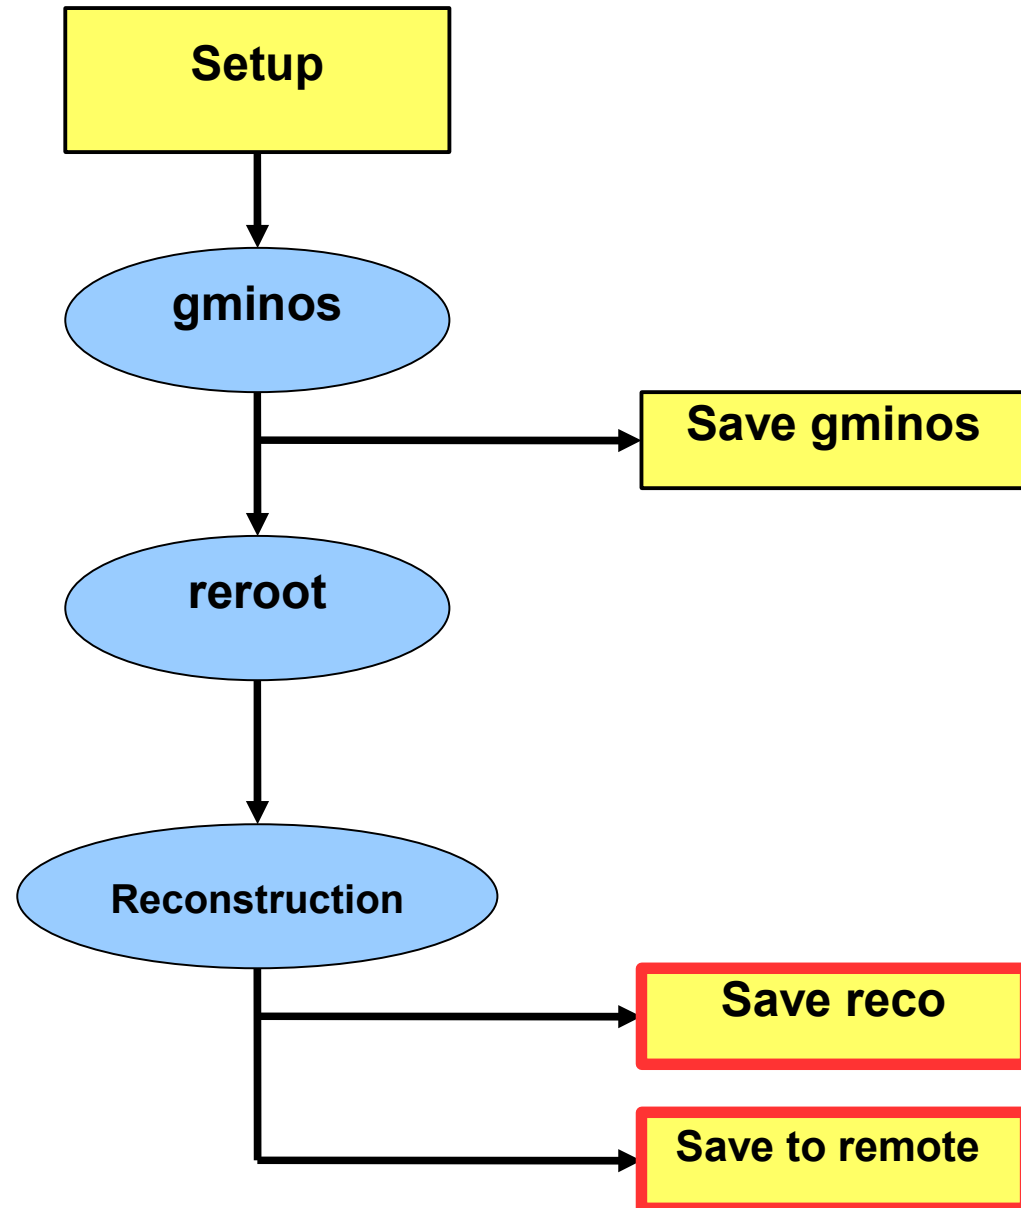 Setup
gminos
Save gminos
reroot
Reconstruction
Save reco
Save to remote